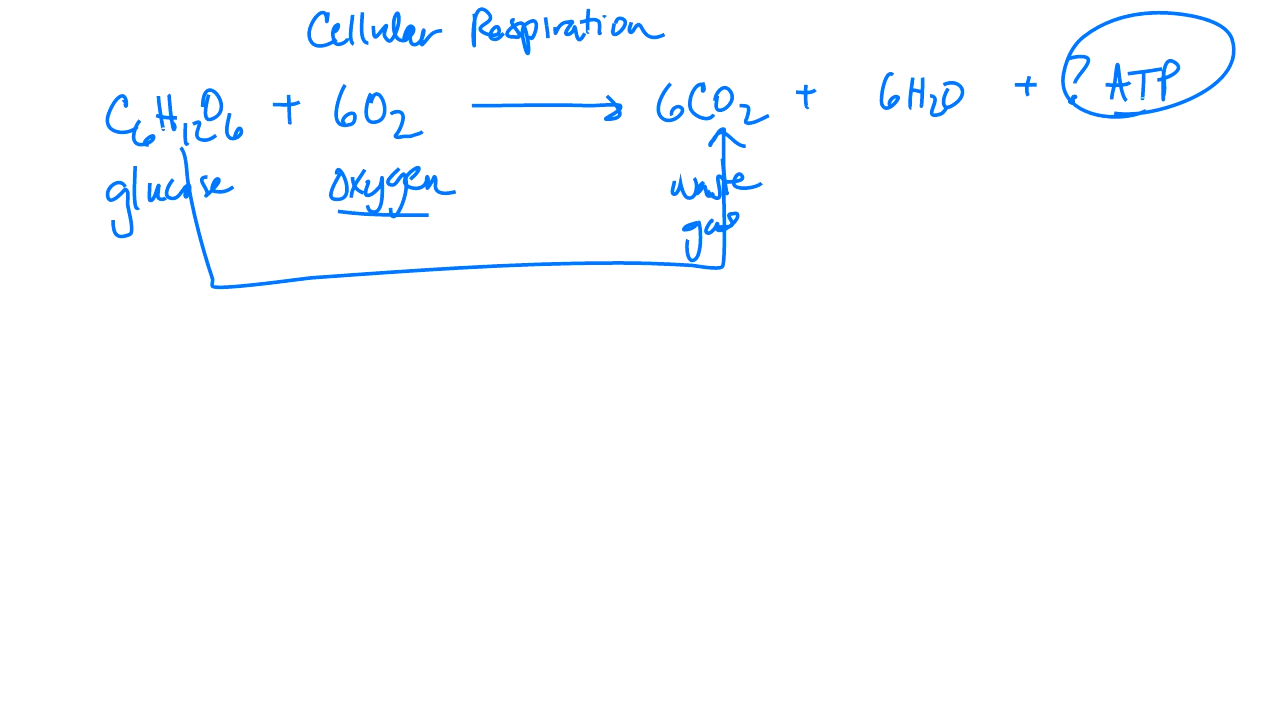 Cellular Respiration
C₆H₁₂O₆ + 6O₂ → 6CO₂ + 6H₂O + ? ATP
glucose oxygen waste
gas